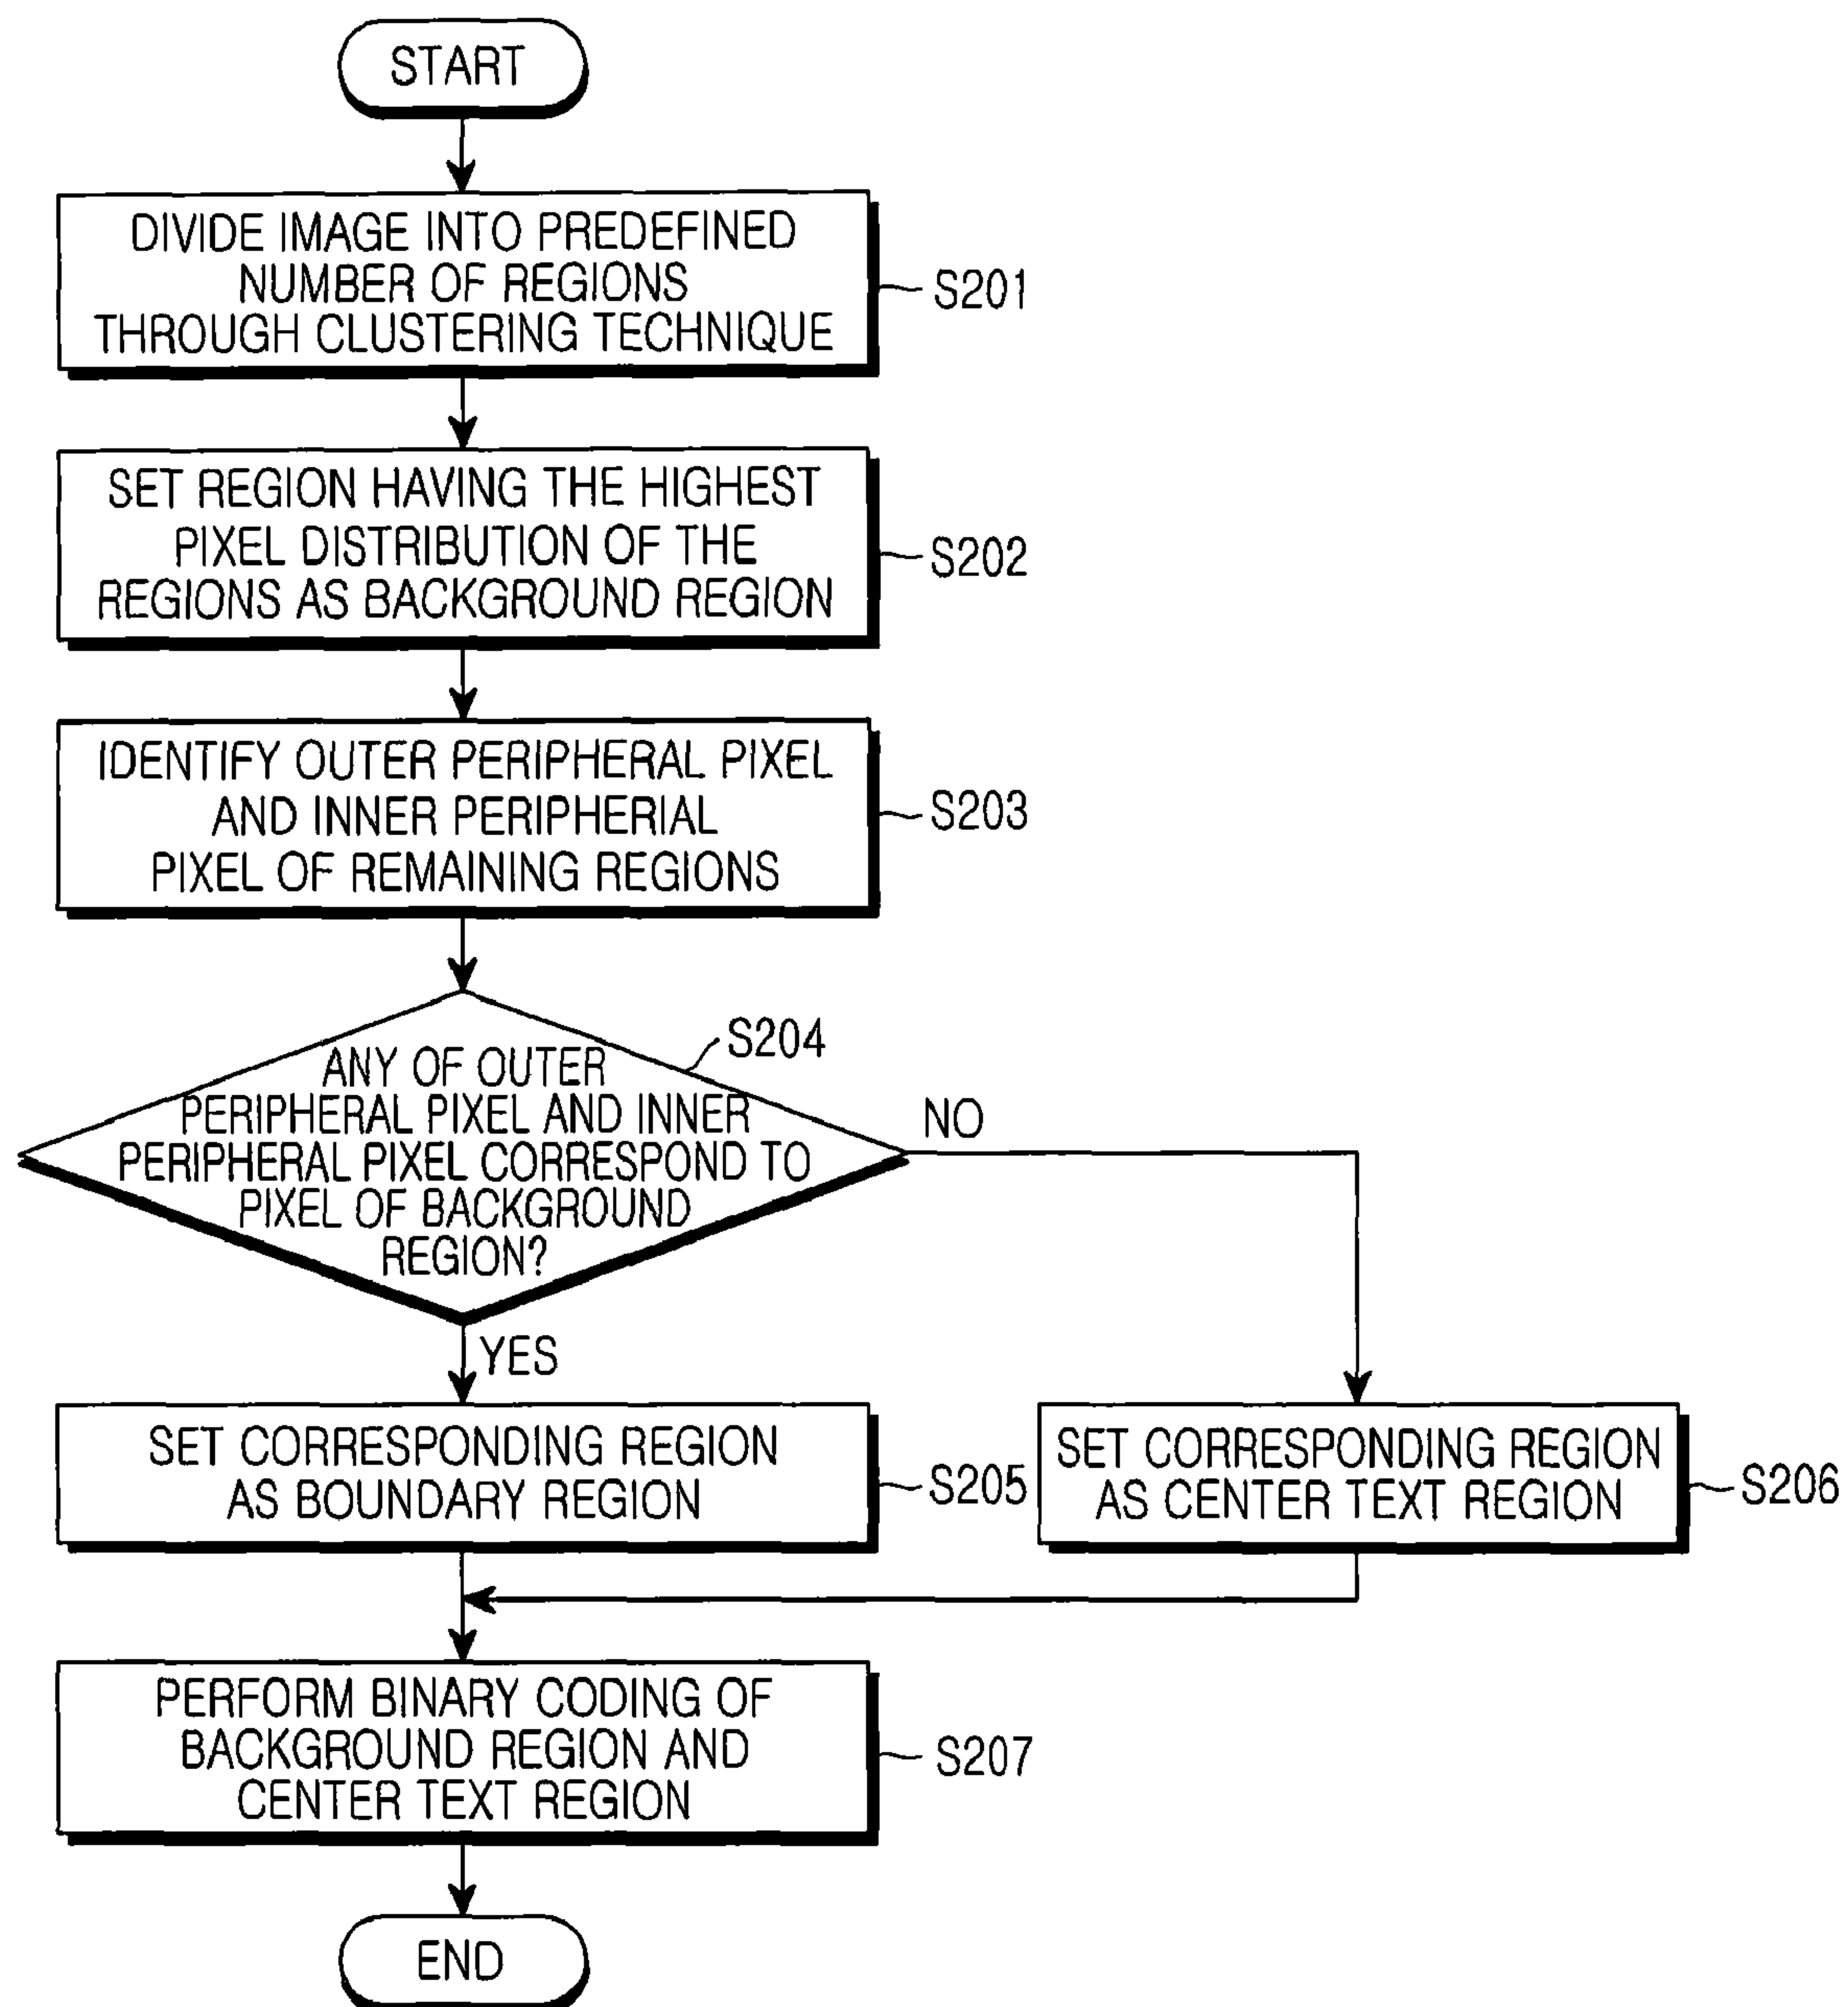 START
DIVIDE IMAGE INTO PREDEFINED
NUMBER OF REGIONS
THROUGH CLUSTERING TECHNIQUE
S201
SET REGION HAVING THE HIGHEST
PIXEL DISTRIBUTION OF THE
REGIONS AS BACKGROUND REGION
S202
IDENTIFY OUTER PERIPHERAL PIXEL
AND INNER PERIPHERIAL
PIXEL OF REMAINING REGIONS
S203
S204
ANY OF OUTER
PERIPHERAL PIXEL AND INNER
PERIPHERAL PIXEL CORRESPOND TO
PIXEL OF BACKGROUND
REGION?
NO
YES
SET CORRESPONDING REGION
AS BOUNDARY REGION
S205
SET CORRESPONDING REGION
AS CENTER TEXT REGION
S206
PERFORM BINARY CODING OF
BACKGROUND REGION AND
CENTER TEXT REGION
S207
END